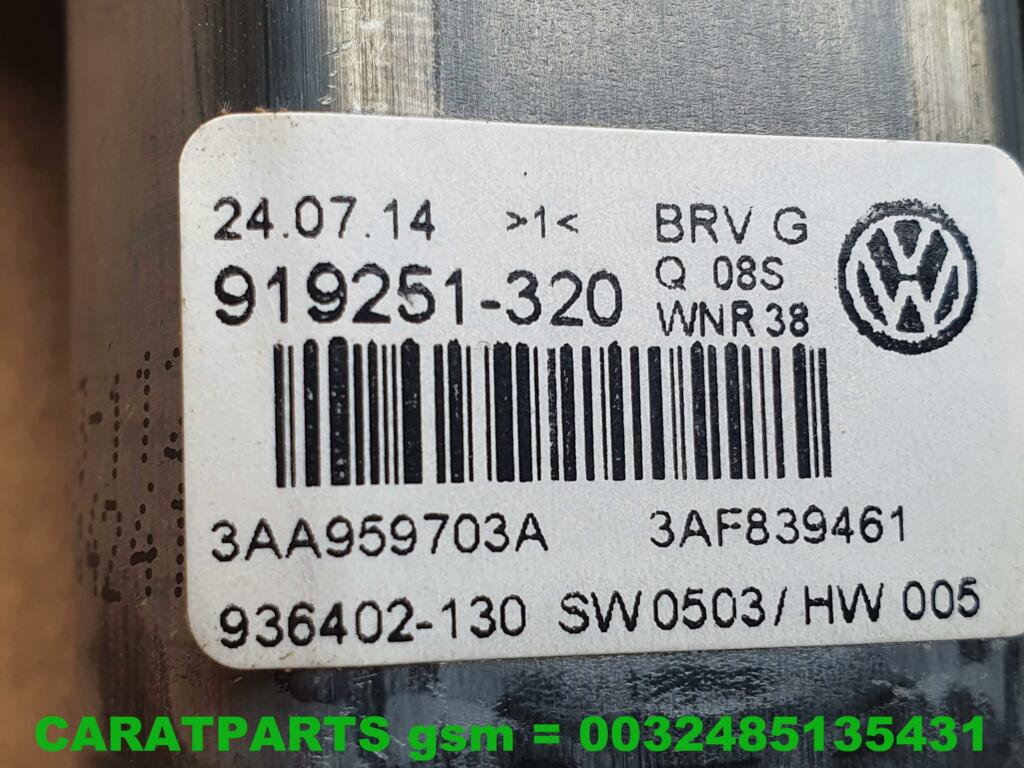 24.07.14 >1< BRV G
919251-320 Q 08S
WNR 38
3AA959703A 3AF839461
936402-130 SW 0503/ HW 005
CARATPARTS gsm = 0032485135431